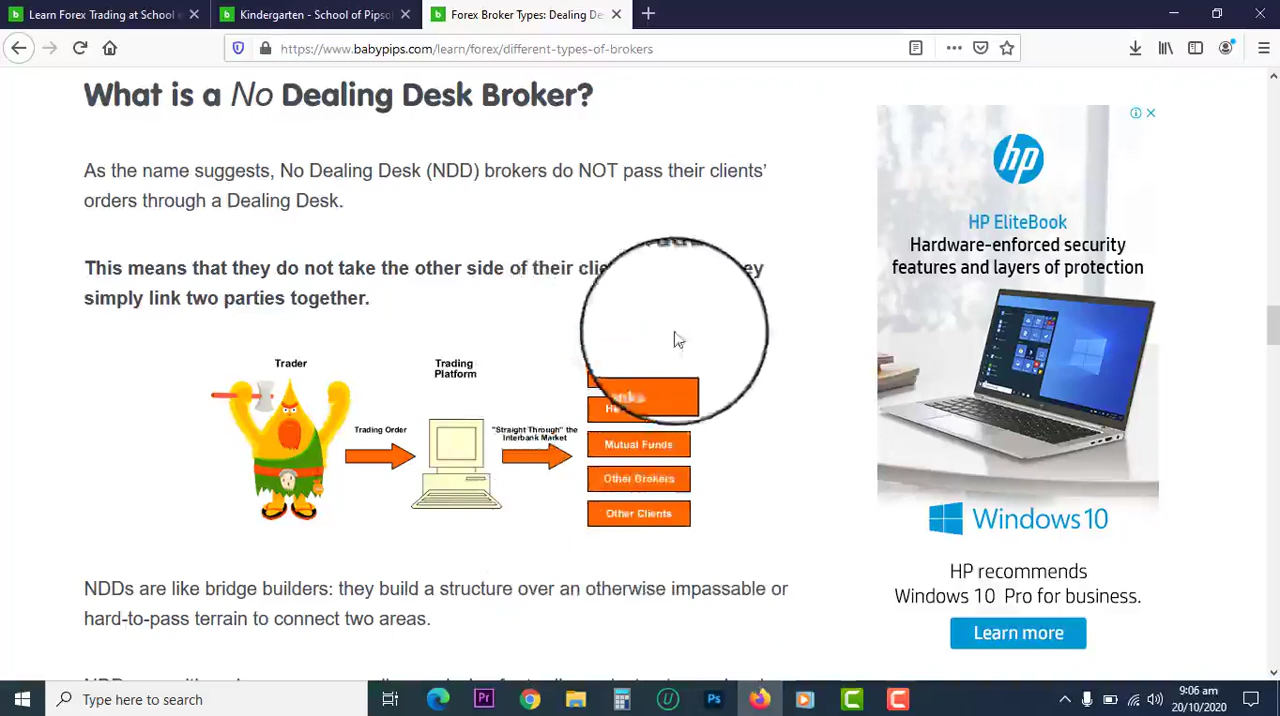 Learn Forex Trading at School
Kindergarten - School of Pipsol
Forex Broker Types: Dealing De
https://www.babypips.com/learn/forex/different-types-of-brokers
What is a No Dealing Desk Broker?
As the name suggests, No Dealing Desk (NDD) brokers do NOT pass their clients'
orders through a Dealing Desk.
This means that they do not take the other side of their
simply link two parties together.
Trader
Trading
Platform
Trading Order
"Straight Through" the
Interbank Market
Mutual Funds
Other Brokers
Other Clients
NDDs are like bridge builders: they build a structure over an otherwise impassable or
hard-to-pass terrain to connect two areas.
hp
HP EliteBook
Hardware-enforced security
features and layers of protection
Windows 10
HP recommends
Windows 10 Pro for business.
Learn more
Type here to search
Pr
Ps
9:06 am
20/10/2020